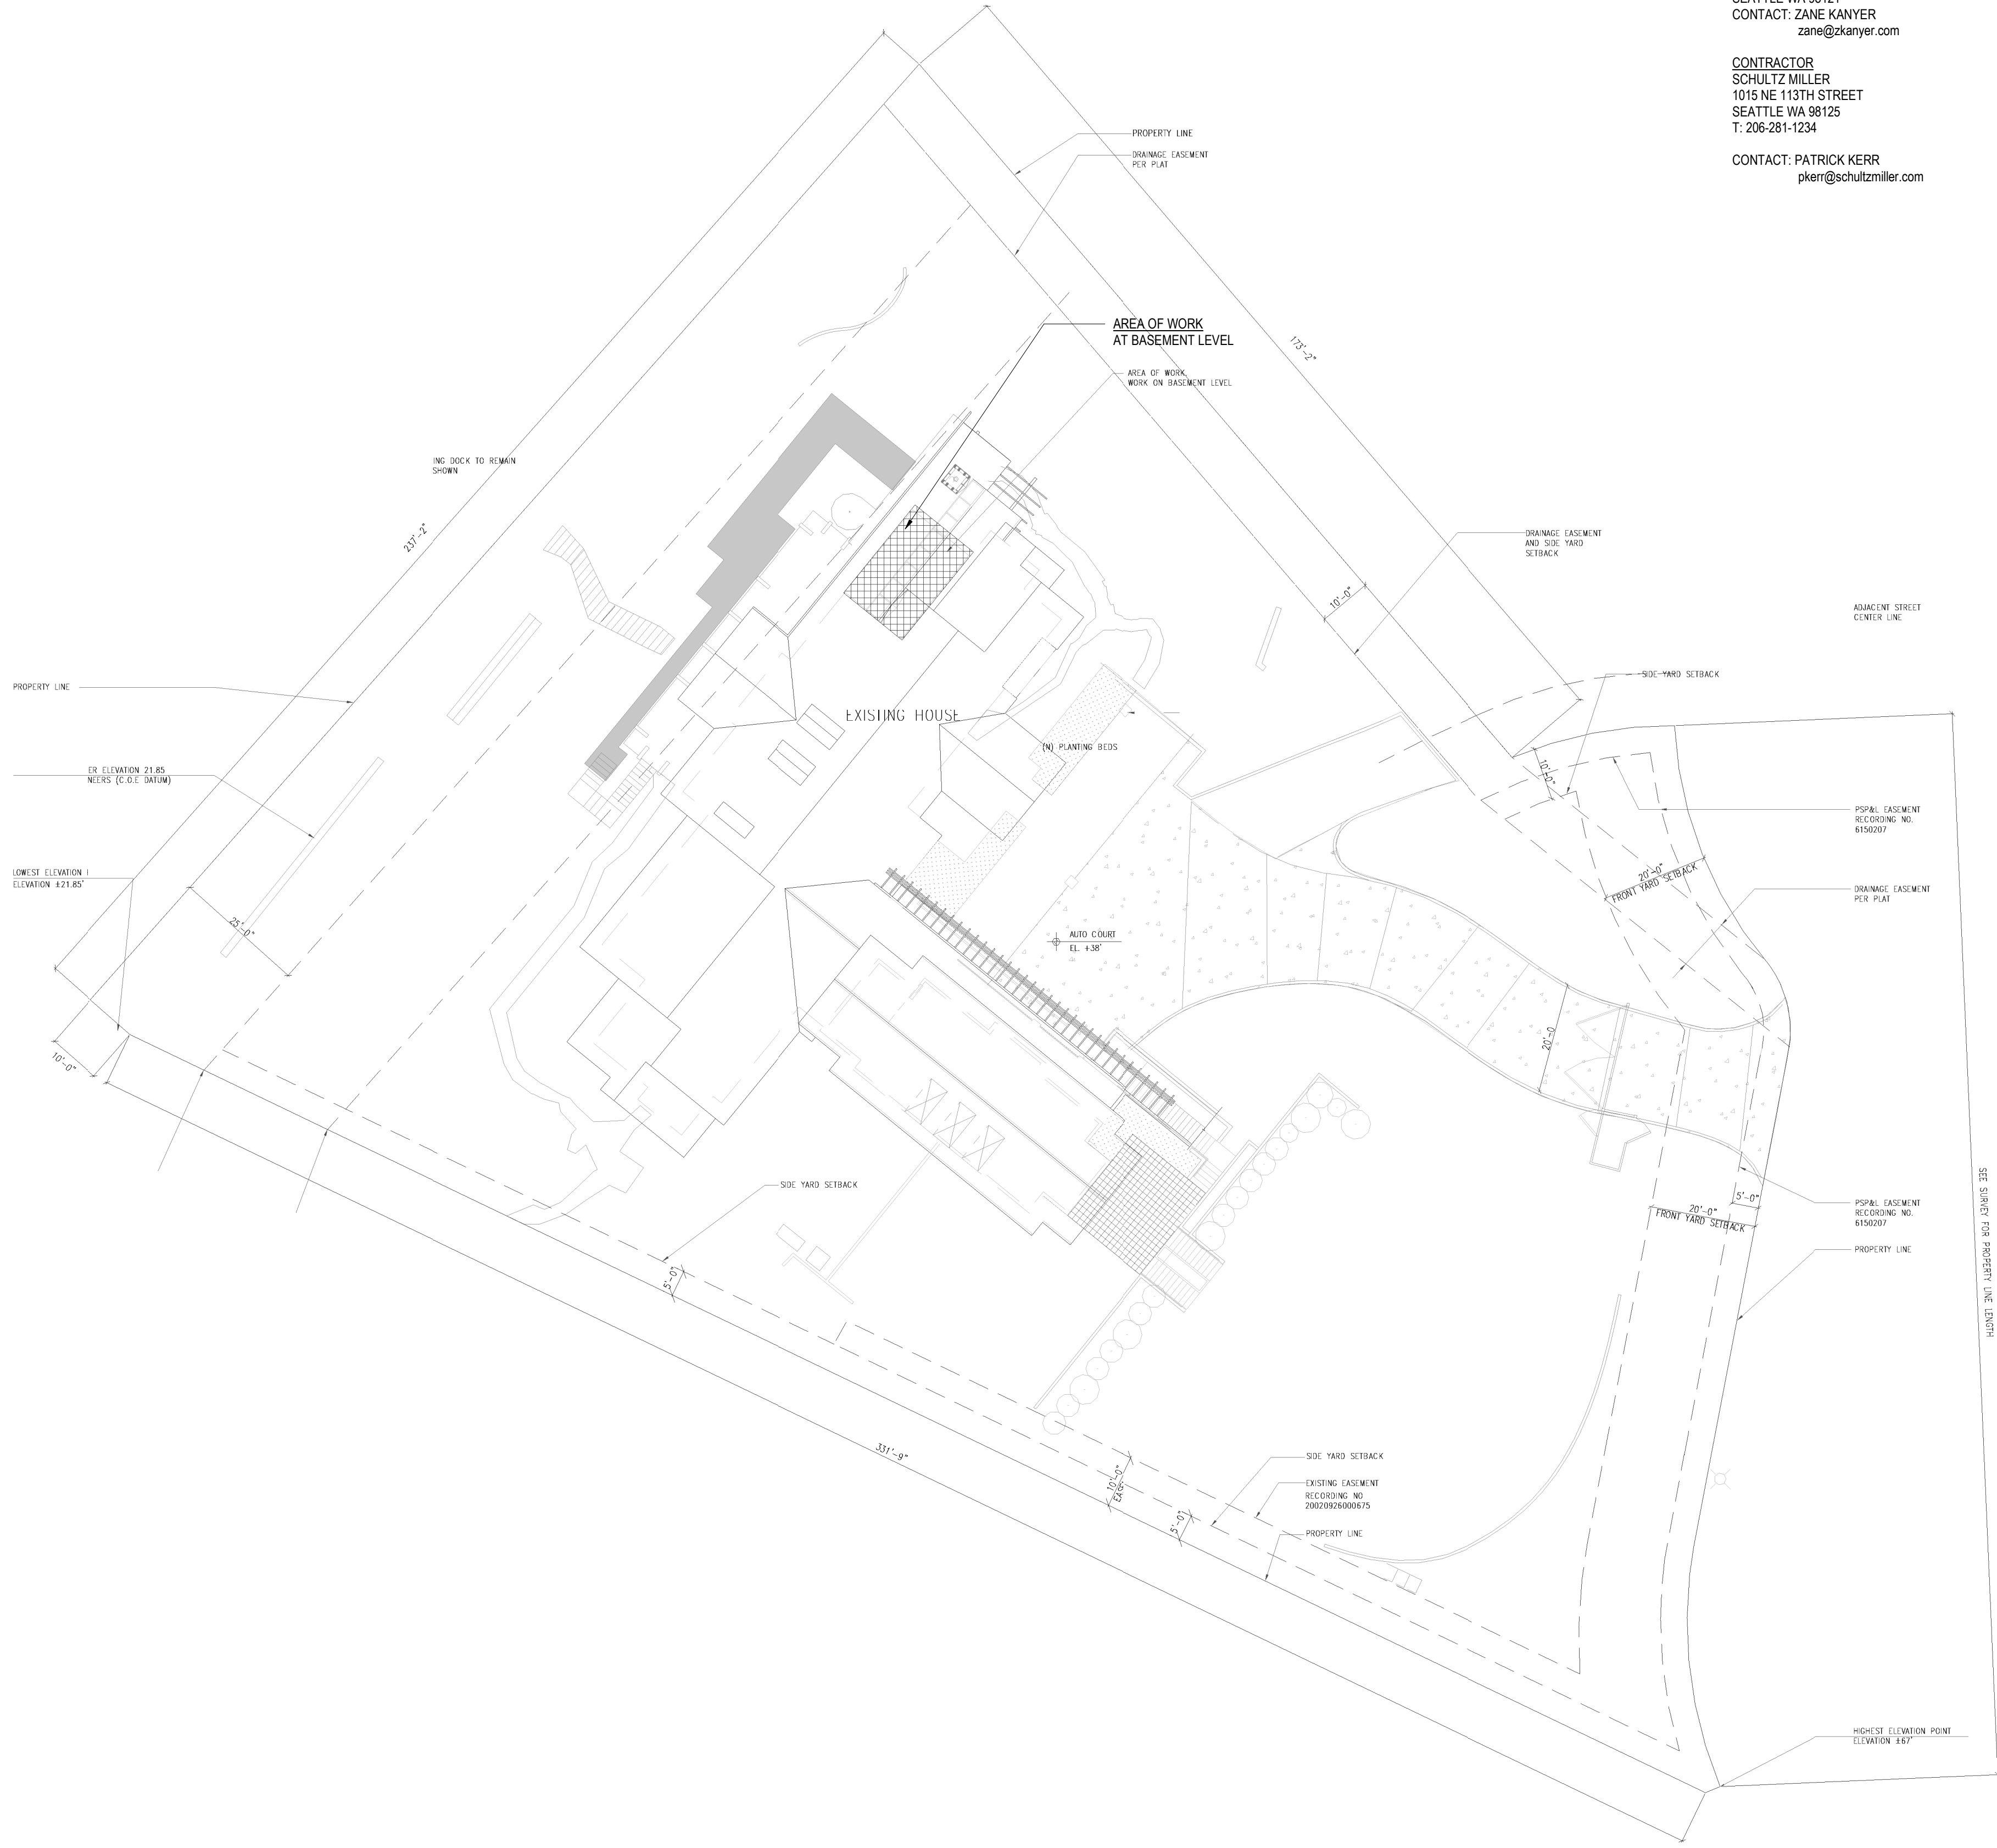 CONTACT: ZANE KANYER
zane@zkanyer.com
CONTRACTOR
SCHULTZ MILLER
1015 NE 113TH STREET
SEATTLE WA 98125
T: 206-281-1234
CONTACT: PATRICK KERR
pkerr@schultzmiller.com
PROPERTY LINE
DRAINAGE EASEMENT
PER PLAT
AREA OF WORK
AT BASEMENT LEVEL
173'-2"
AREA OF WORK,
WORK ON BASEMENT LEVEL
ING DOCK TO REMAIN
SHOWN
237'-2"
DRAINAGE EASEMENT
AND SIDE YARD
SETBACK
10'-0"
ADJACENT STREET
CENTER LINE
SIDE YARD SETBACK
PROPERTY LINE
EXISTING HOUSE
(N) PLANTING BEDS
10'-0"
ER ELEVATION 21.85
NEERS (C.O.E DATUM)
PSP&L EASEMENT
RECORDING NO.
6150207
LOWEST ELEVATION
ELEVATION ±21.85'
20'-0"
FRONT YARD SETBACK
DRAINAGE EASEMENT
PER PLAT
25'-0"
AUTO COURT
EL. +38'
20'-0
10'-0"
SIDE YARD SETBACK
5'-0"
20'-0"
FRONT YARD SETBACK
PSP&L EASEMENT
RECORDING NO.
6150207
PROPERTY LINE
SEE SURVEY FOR PROPERTY LINE LENGTH
5'-0"
331'-9"
10'-0"
SIDE YARD SETBACK
EXISTING EASEMENT
RECORDING NO
20020926000675
5'-0"
PROPERTY LINE
HIGHEST ELEVATION POINT
ELEVATION ±67'